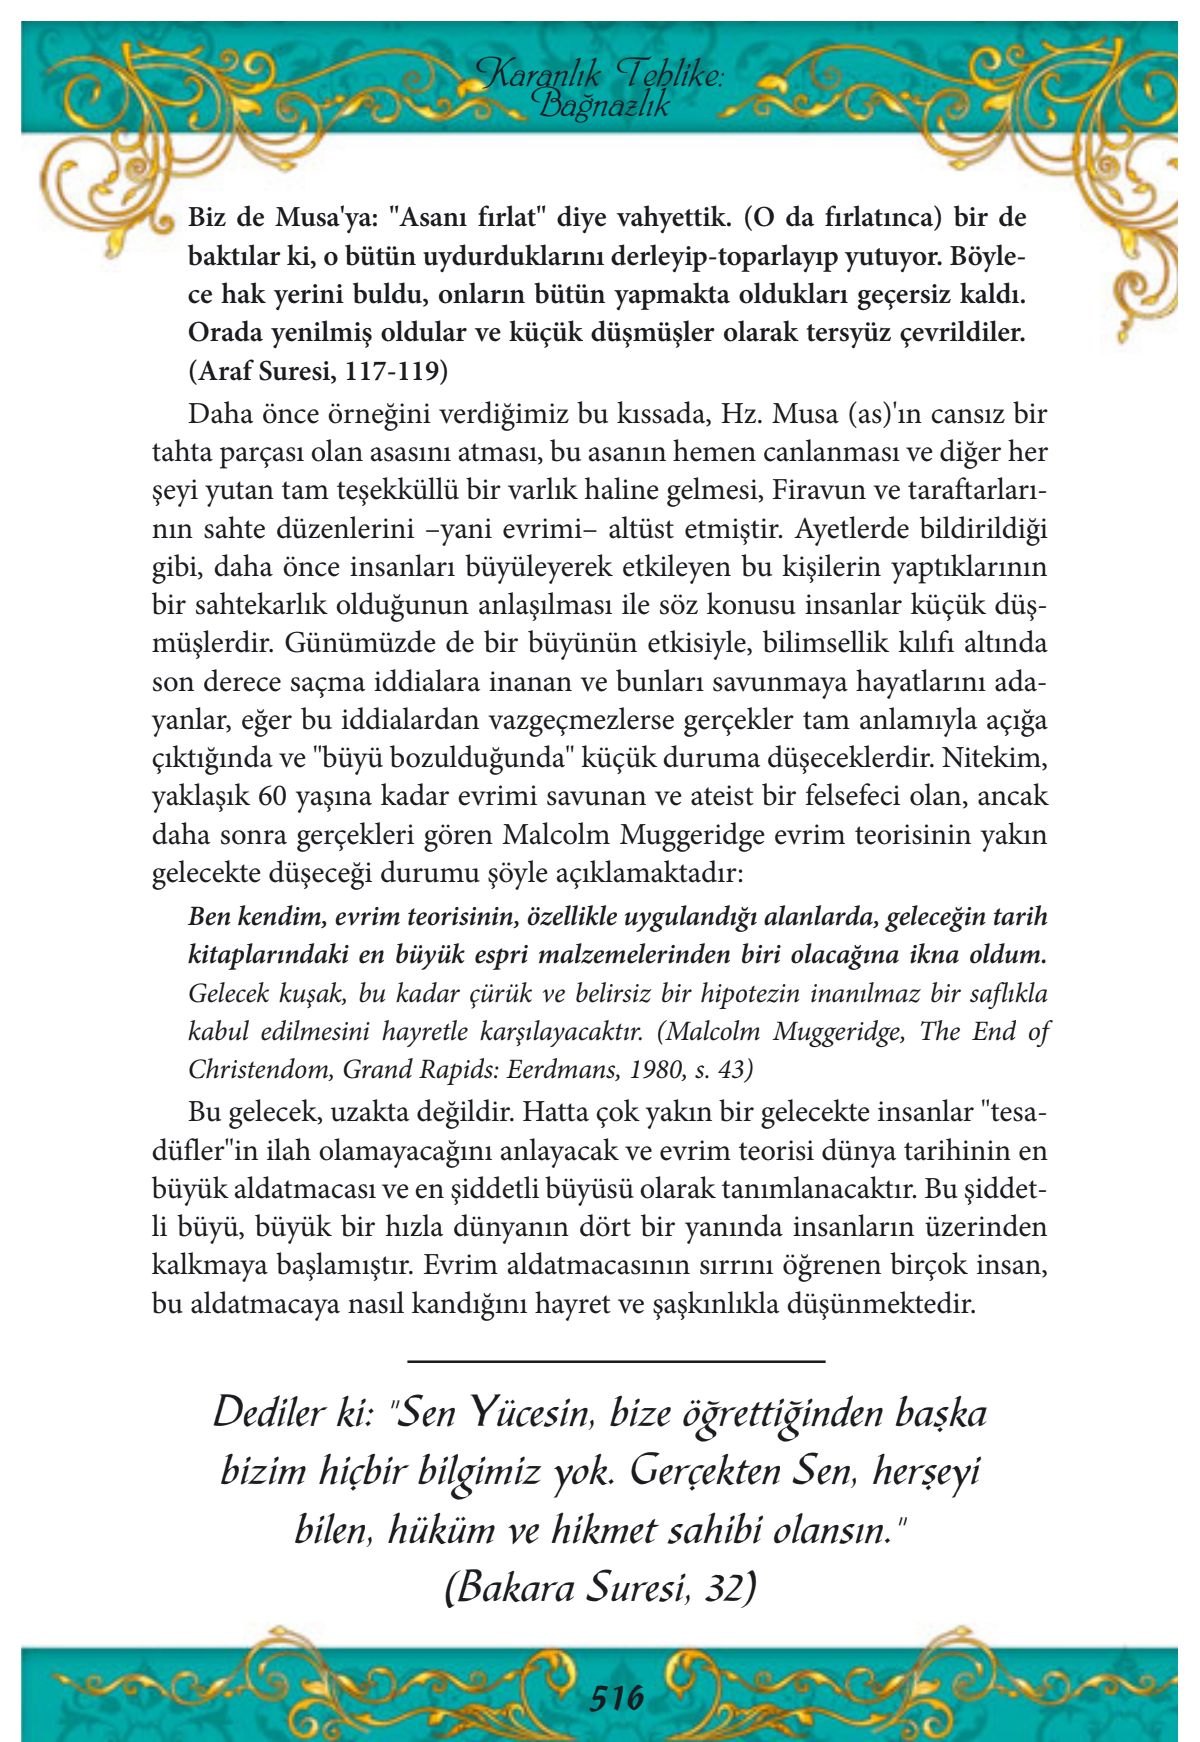 Karanlık Tehlike:
Bağnazlık
Biz de Musa'ya: "Asanı fırlat" diye vahyettik. (O da fırlatınca) bir de
baktılar ki, o bütün uydurduklarını derleyip-toparlayıp yutuyor. Böyle-
ce hak yerini buldu, onların bütün yapmakta oldukları geçersiz kaldı.
Orada yenilmiş oldular ve küçük düşmüşler olarak tersyüz çevrildiler.
(Araf Suresi, 117-119)
Daha önce örneğini verdiğimiz bu kıssada, Hz. Musa (as)'ın cansız bir
tahta parçası olan asasını atması, bu asanın hemen canlanması ve diğer her
şeyi yutan tam teşekküllü bir varlık haline gelmesi, Firavun ve taraftarları-
nın sahte düzenlerini –yani evrimi– altüst etmiştir. Ayetlerde bildirildiği
gibi, daha önce insanları büyüleyerek etkileyen bu kişilerin yaptıklarının
bir sahtekarlık olduğunun anlaşılması ile söz konusu insanlar küçük düş-
müşlerdir. Günümüzde de bir büyünün etkisiyle, bilimsellik kılıfı altında
son derece saçma iddialara inanan ve bunları savunmaya hayatlarını ada-
yanlar, eğer bu iddialardan vazgeçmezlerse gerçekler tam anlamıyla açığa
çıktığında ve "büyü bozulduğunda" küçük duruma düşeceklerdir. Nitekim,
yaklaşık 60 yaşına kadar evrimi savunan ve ateist bir felsefeci olan, ancak
daha sonra gerçekleri gören Malcolm Muggeridge evrim teorisinin yakın
gelecekte düşeceği durumu şöyle açıklamaktadır:
Ben kendim, evrim teorisinin, özellikle uygulandığı alanlarda, geleceğin tarih
kitaplarındaki en büyük espri malzemelerinden biri olacağına ikna oldum.
Gelecek kuşak, bu kadar çürük ve belirsiz bir hipotezin inanılmaz bir saflıkla
kabul edilmesini hayretle karşılayacaktır. (Malcolm Muggeridge, The End of
Christendom, Grand Rapids: Eerdmans, 1980, s. 43)
Bu gelecek, uzakta değildir. Hatta çok yakın bir gelecekte insanlar "tesa-
düfler"in ilah olamayacağını anlayacak ve evrim teorisi dünya tarihinin en
büyük aldatmacası ve en şiddetli büyüsü olarak tanımlanacaktır. Bu şiddet-
li büyü, büyük bir hızla dünyanın dört bir yanında insanların üzerinden
kalkmaya başlamıştır. Evrim aldatmacasının sırrını öğrenen birçok insan,
bu aldatmacaya nasıl kandığını hayret ve şaşkınlıkla düşünmektedir.
Dediler ki: "Sen Yücesin, bize öğrettiğinden başka
bizim hiçbir bilgimiz yok. Gerçekten Sen, herşeyi
bilen, hüküm ve hikmet sahibi olansın."
(Bakara Suresi, 32)
516